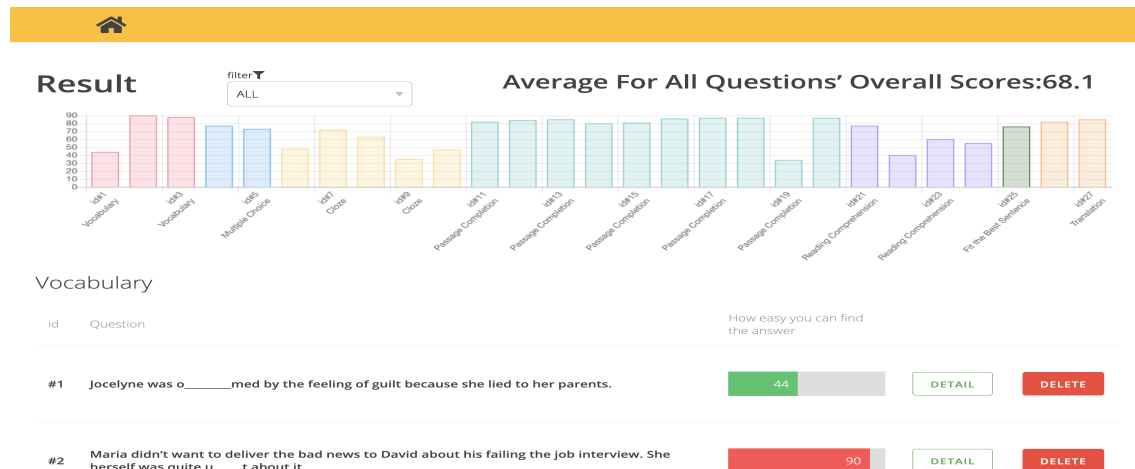 Result
filter
ALL
Average For All Questions’ Overall Scores:68.1
90
80
70
60
50
40
30
20
10
0
id#1
Vocabulary
id#3
Vocabulary
id#5
Multiple Choice
id#7
Cloze
id#9
Cloze
id#11
Passage Completion
id#13
Passage Completion
id#15
Passage Completion
id#17
Passage Completion
id#19
Passage Completion
id#21
Reading Comprehension
id#23
Reading Comprehension
id#25
Fit the Best Sentence
id#27
Translation
Vocabulary
id Question How easy you can find
the answer
#1 Jocelyne was o_______med by the feeling of guilt because she lied to her parents. 44 DETAIL DELETE
Maria didn’t want to deliver the bad news to David about his failing the job interview. She
#2 herself was quite u____t about it. 90 DETAIL DELETE